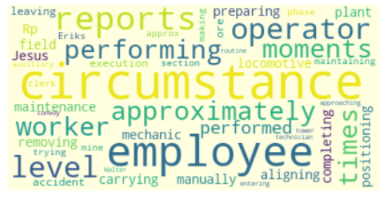 leaving
reports
making
preparing
phase
plant
Rp
Eriks
approx
ore
operator
field
performing
moments
Jesus
execution
section
locomotive
maintaining
routine
auxiliary
circumstance
clerk
maintenance
approximately
approaching
worker
mechanic
performed
completing
times
positioning
removing
convoy
tower
technician
trying
mine
employee
manually
aligning
level
carrying
accident
Walter
entering